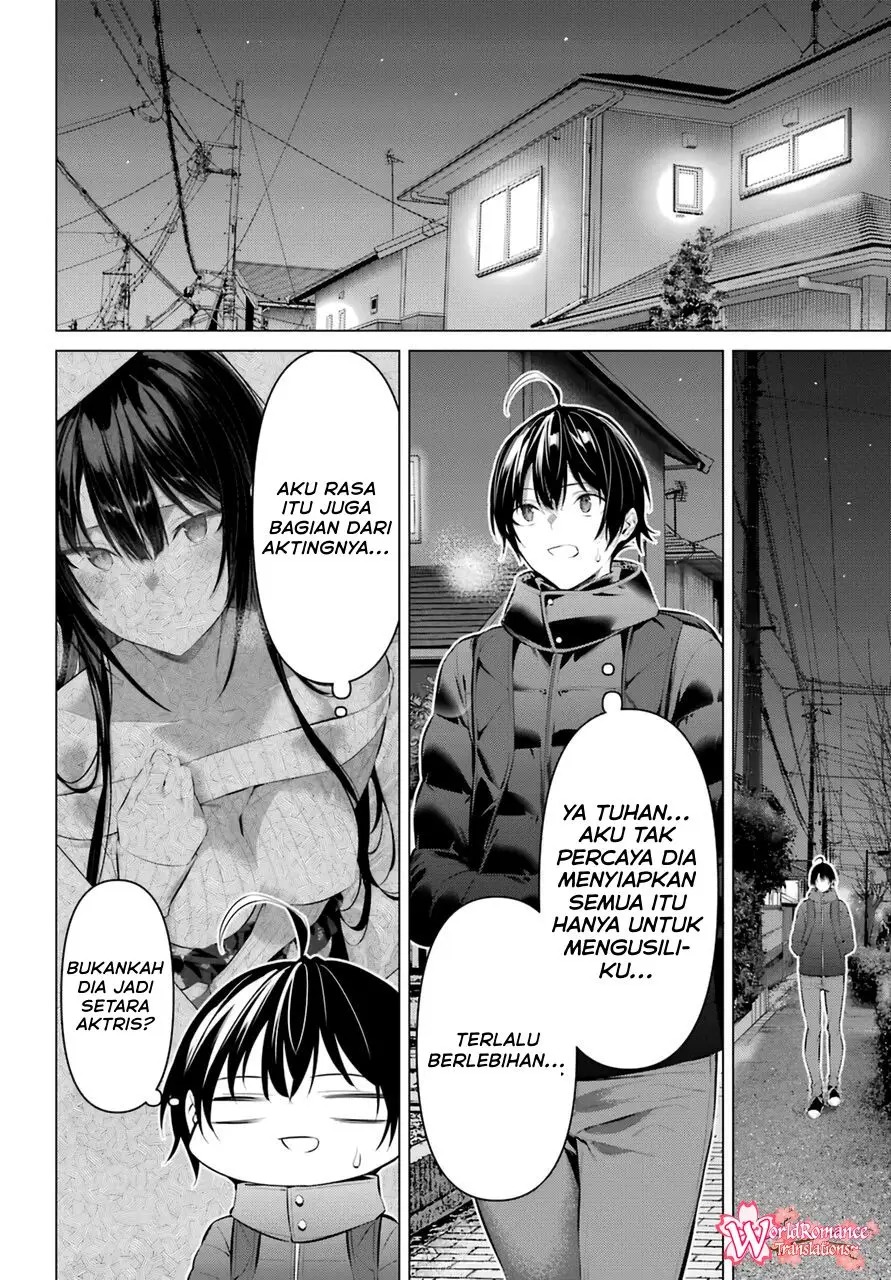 YA TUHAN...
AKU TAK
PERCAYA DIA
MENYIAPKAN
SEMUA ITU
HANYA UNTUK
MENGUSILI-
KU...
TERLALU
BERLEBIHAN...
AKU RASA
ITU JUGA
BAGIAN DARI
AKTINGNYA...
BUKANKAH
DIA JADI
SETARA
AKTRIS?
WorldRomance
Translations